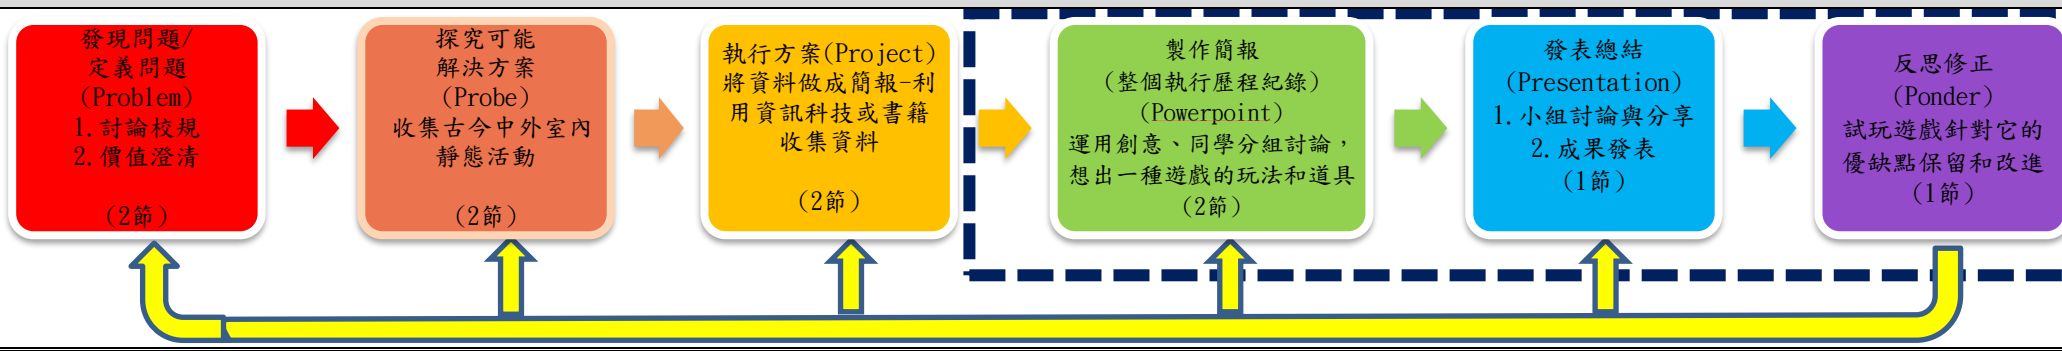 發現問題/
定義問題
(Problem)
1.討論校規
2.價值澄清
(2節)
探究可能
解決方案
(Probe)
收集古今中外室內
靜態活動
(2節)
執行方案(Project)
將資料做成簡報-利
用資訊科技或書籍
收集資料
(2節)
製作簡報
(整個執行歷程紀錄)
(Powerpoint)
運用創意、同學分組討論，
想出一種遊戲的玩法和道具
(2節)
發表總結
(Presentation)
1.小組討論與分享
2.成果發表
(1節)
反思修正
(Ponder)
試玩遊戲針對它的
優缺點保留和改進
(1節)